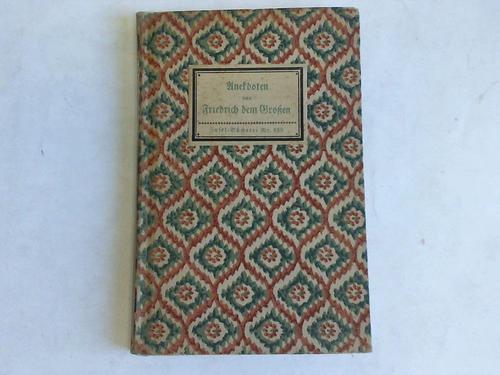 Anekdoten
von
Friedrich dem Großen
Insel-Bücherei Nr.